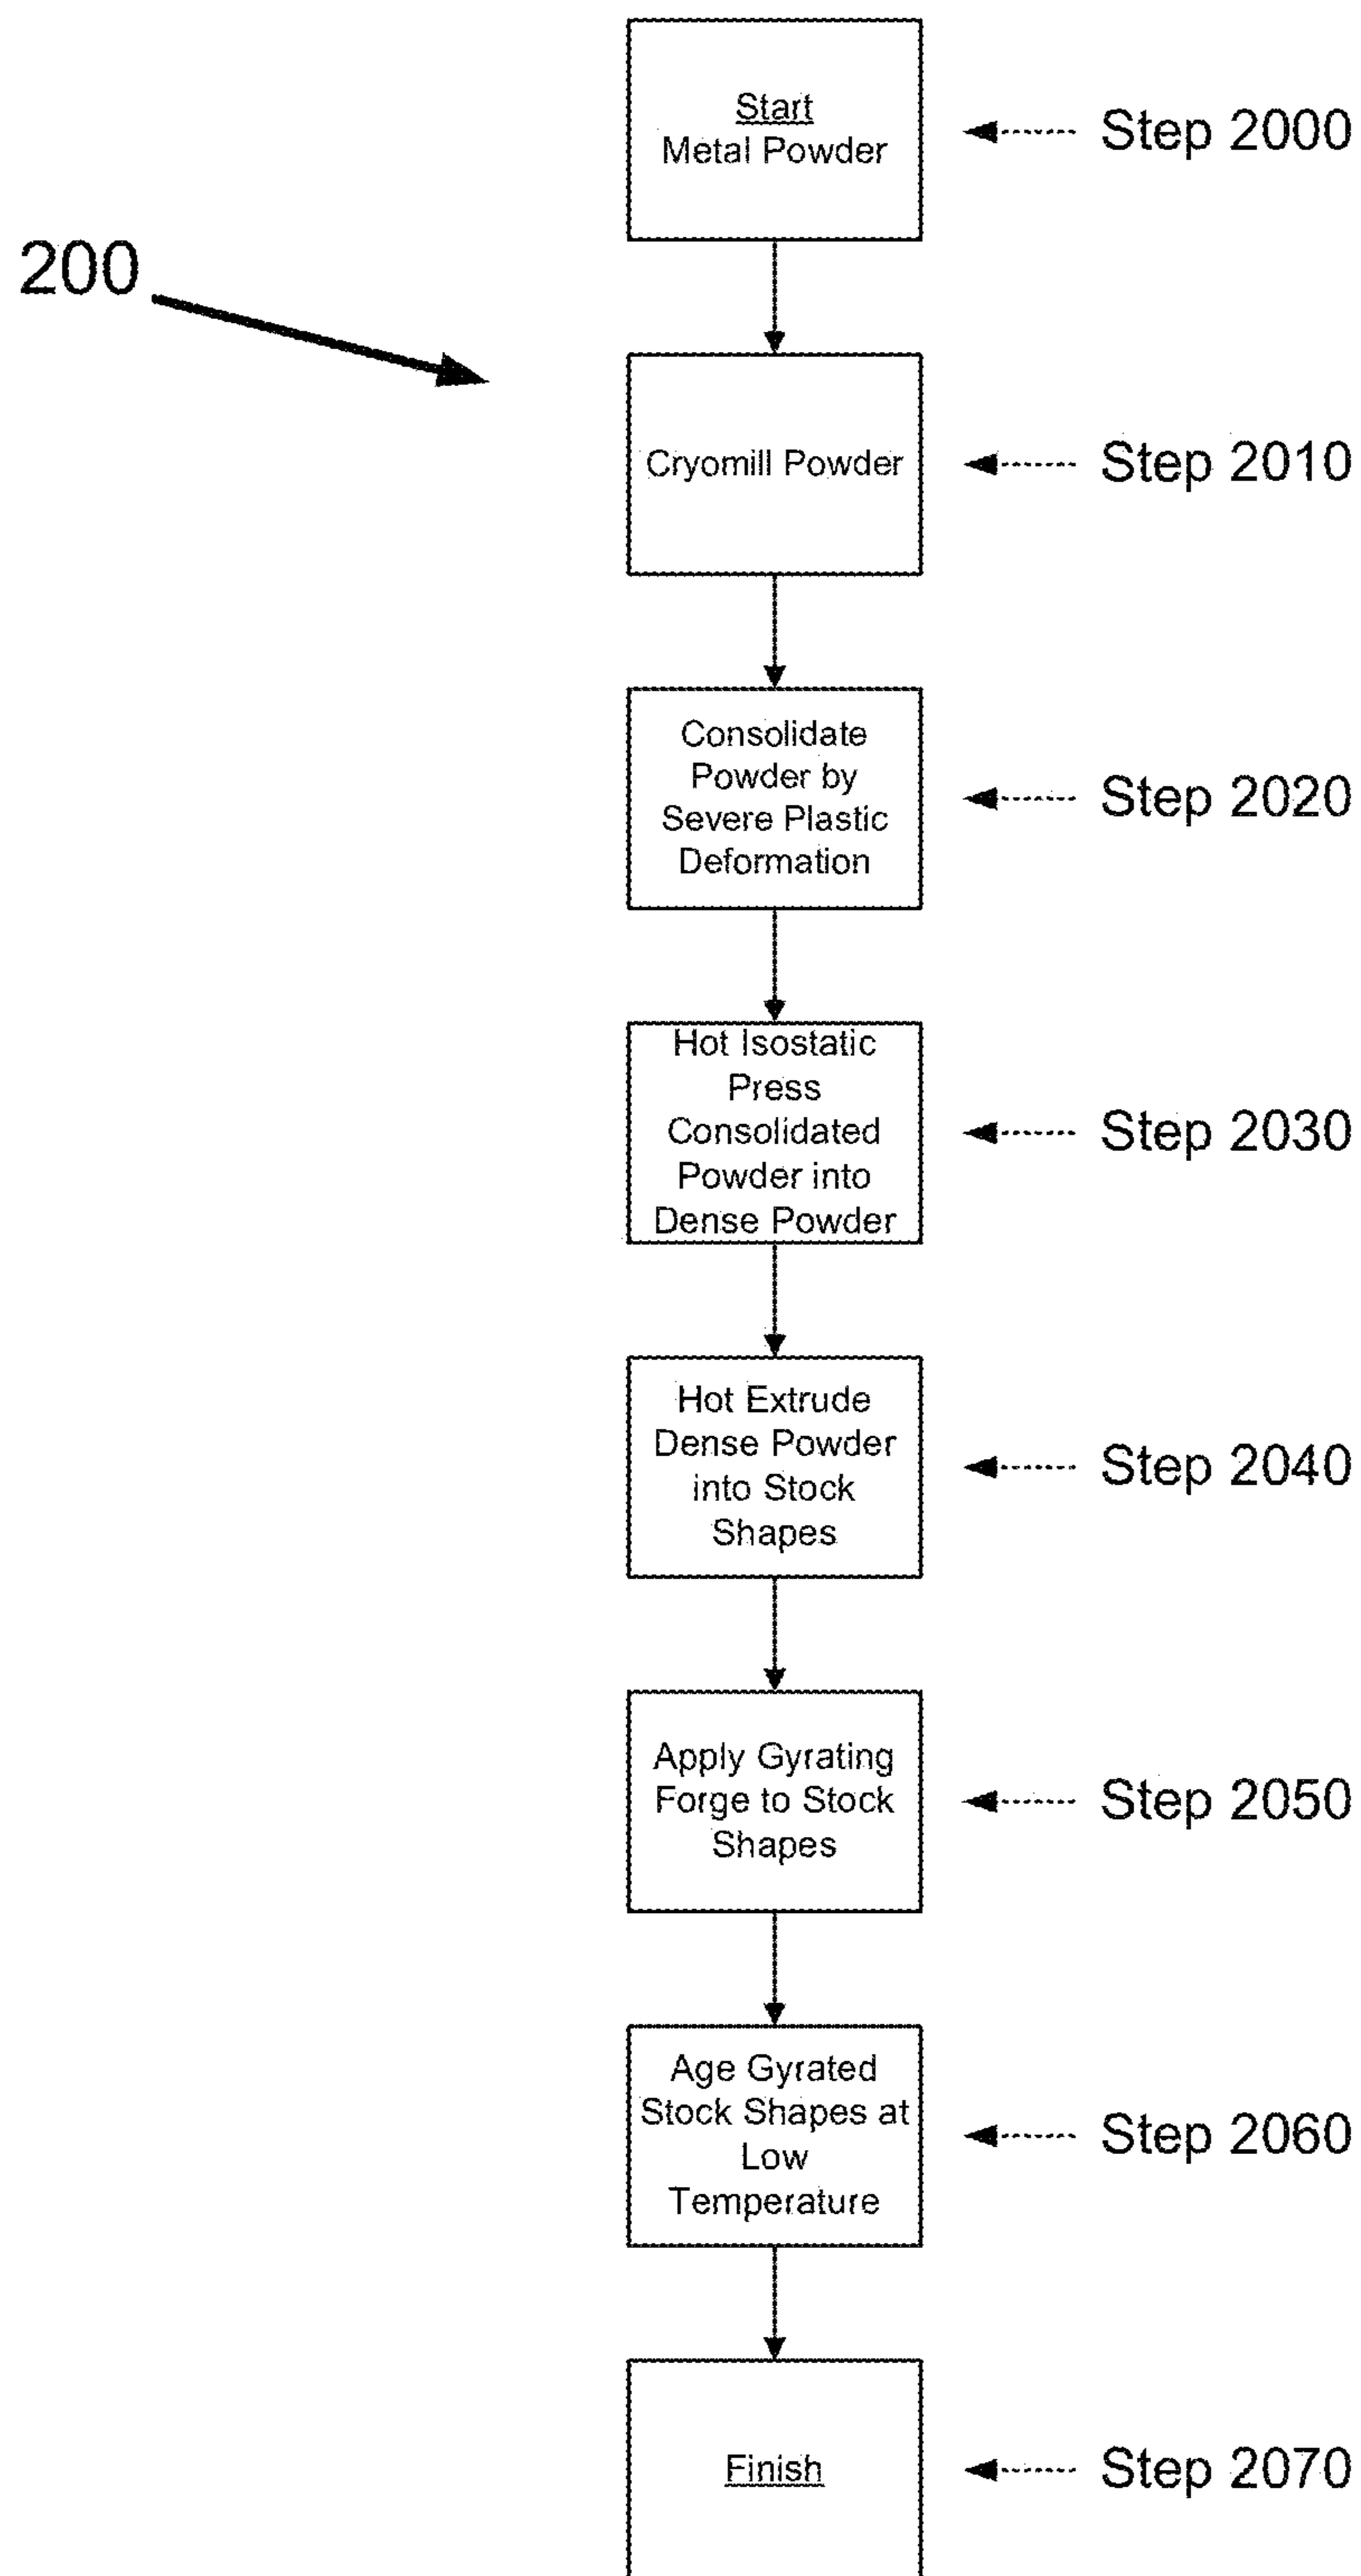 Start
Metal Powder
Step 2000
200
Cryomill Powder
Step 2010
Consolidate
Powder by
Severe Plastic
Deformation
Step 2020
Hot Isostatic
Press
Consolidated
Powder into
Dense Powder
Step 2030
Hot Extrude
Dense Powder
into Stock
Shapes
Step 2040
Apply Gyrating
Forge to Stock
Shapes
Step 2050
Age Gyrated
Stock Shapes at
Low
Temperature
Step 2060
Finish
Step 2070